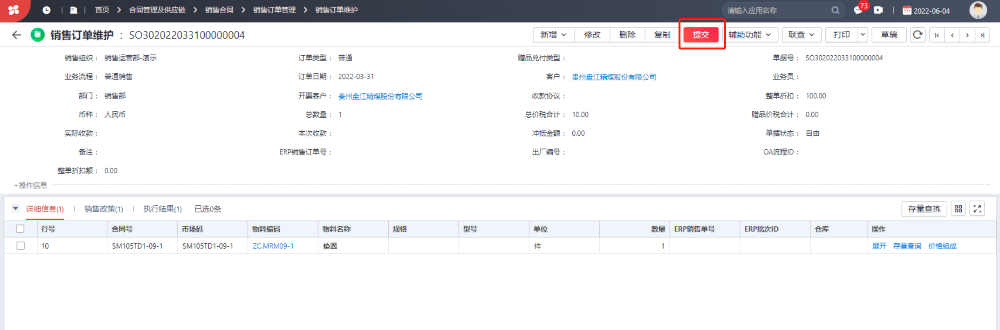 首页 > 合同管理及供应链 > 销售合同 > 销售订单管理 > 销售订单维护 请输入应用名称 73 2022-06-04
销售订单维护 : SO302022033100000004 新增 修改 删除 复制 提交 辅助功能 联查 打印 草稿
销售组织： 销售运营部-演示 订单类型： 普通 赠品兑付类型： 单据号： SO302022033100000004
业务流程： 普通销售 订单日期： 2022-03-31 客户： 贵州盘江精煤股份有限公司 业务员：
部门： 销售部 开票客户： 贵州盘江精煤股份有限公司 收款协议： 整单折扣： 100.00
币种： 人民币 总数量： 1 总价税合计： 10.00 赠品价税合计： 0.00
实际收款： 本次收款： 冲抵金额： 0.00 单据状态： 自由
备注： ERP销售订单号： 出厂编号： OA流程ID：
整单折扣额： 0.00
+操作信息
详细信息(1) 销售政策(1) 执行结果(1) 已选0条 存量查拣
行号 合同号 市场码 物料编码 物料名称 规格 型号 单位 数量 ERP销售单号 ERP批次ID 仓库 操作
10 SM105TD1-09-1 SM105TD1-09-1 ZC.MRM09-1 垫圈 件 1 展开 存量查询 价格组成